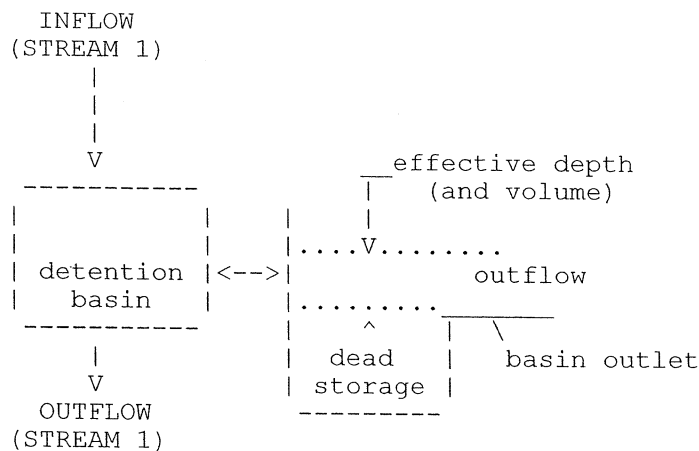 INFLOW
(STREAM 1)
effective depth
(and volume)
detention
basin
outflow
dead
storage
basin outlet
OUTFLOW
(STREAM 1)